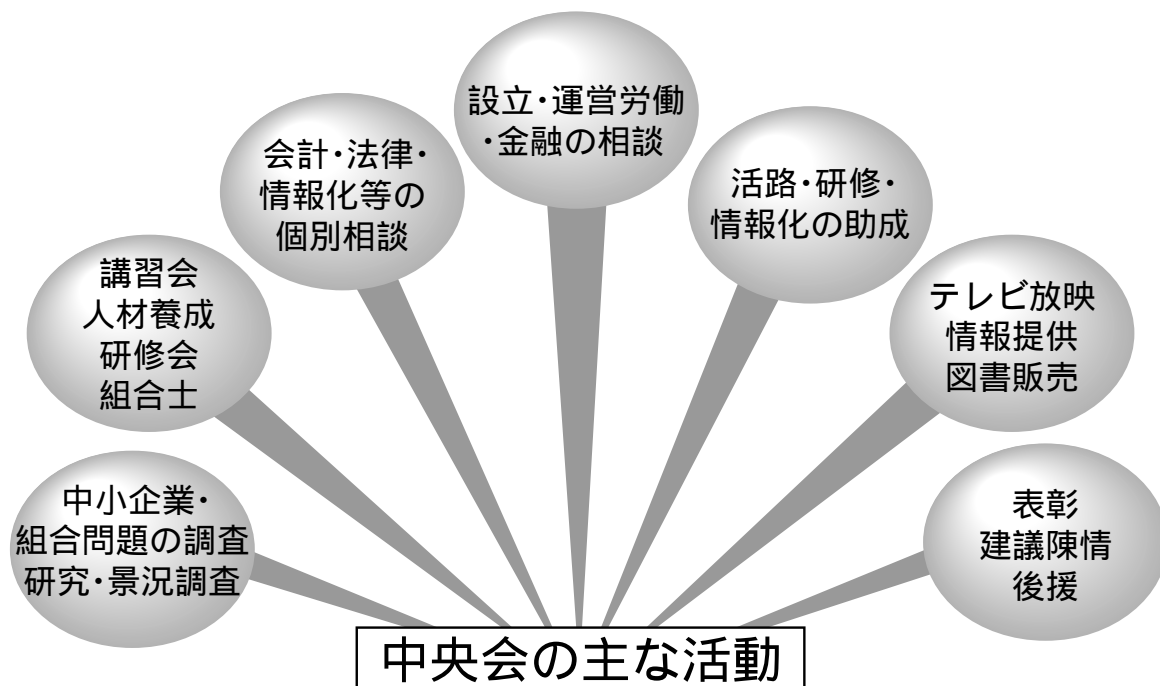 設立・運営労働
・金融の相談
会計・法律・
情報化等の
個別相談
活路・研修・
情報化の助成
講習会
人材養成
研修会
組合士
テレビ放映
情報提供
図書販売
中小企業・
組合問題の調査
研究・景況調査
表彰
建議陳情
後援
中央会の主な活動